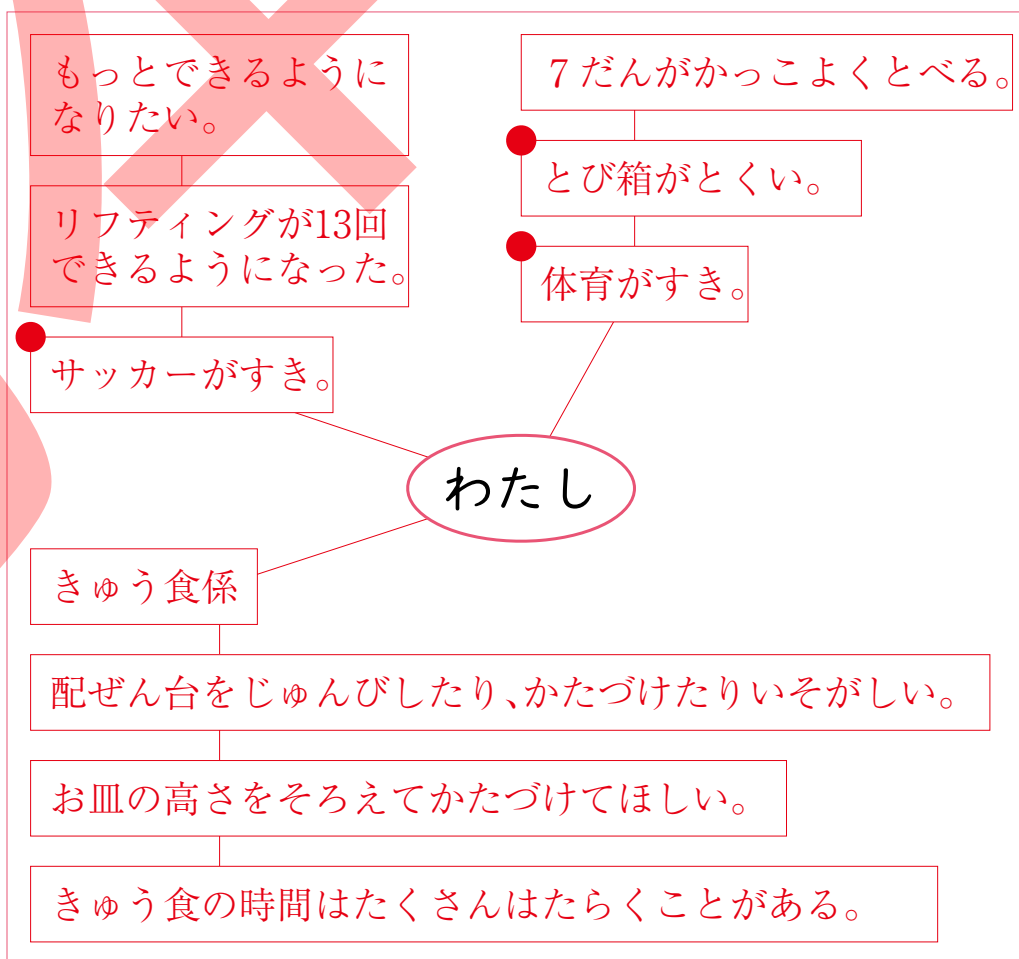 もっとできるように
なりたい。
リフティングが13回
できるようになった。
サッカーがすき。
7だんがかっこよくとべる。
とび箱がとくい。
体育がすき。
わたし
きゅう食係
配ぜん台をじゅんびしたり、かたづけたりいそがしい。
お皿の高さをそろえてかたづけてほしい。
きゅう食の時間はたくさんはたらくことがある。